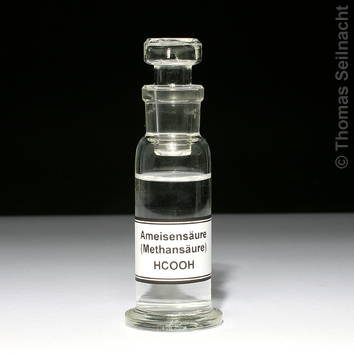 Ameisensäure
(Methansäure)
HCOOH
© Thomas Seilnacht